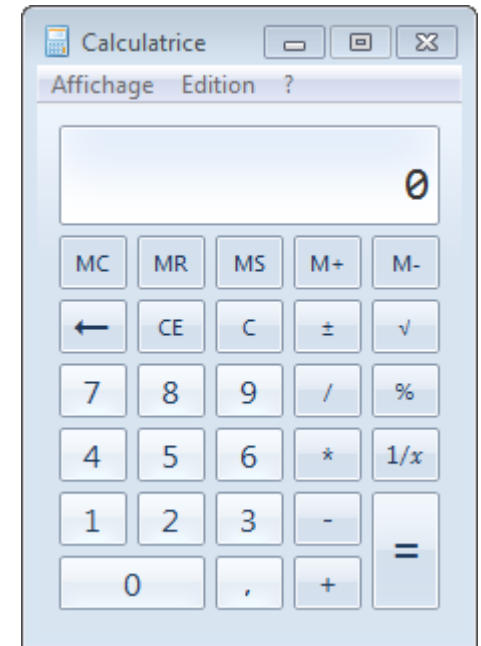 Calculatrice
Affichage Edition ?
0
MC MR MS M+ M-
← CE C ± √
7 8 9 / %
4 5 6 * 1/x
1 2 3 - =
0 , +